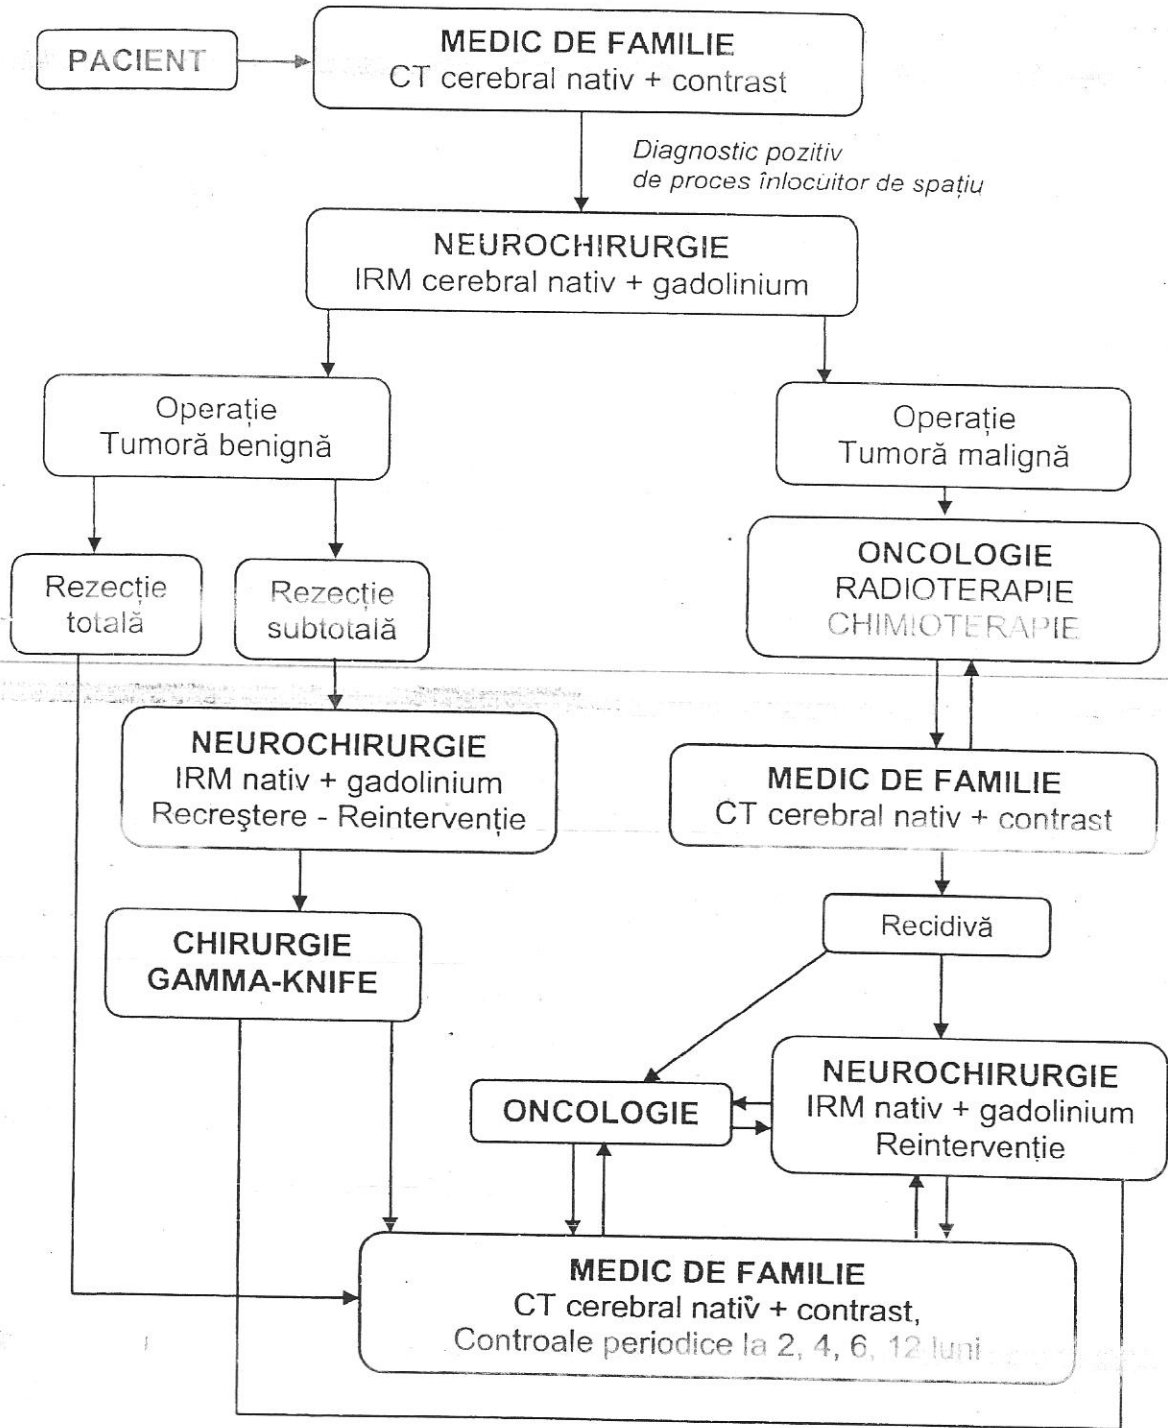 PACIENT
MEDIC DE FAMILIE
CT cerebral nativ + contrast
Diagnostic pozitiv
de proces înlocuitor de spațiu
NEUROCHIRURGIE
IRM cerebral nativ + gadolinium
Operație
Tumoră benignă
Operație
Tumoră malignă
Rezecție
totală
Rezecție
subtotală
ONCOLOGIE
RADIOTERAPIE
CHIMIOTERAPIE
NEUROCHIRURGIE
IRM nativ + gadolinium
Recreştere - Reintervenție
MEDIC DE FAMILIE
CT cerebral nativ + contrast
CHIRURGIE
GAMMA-KNIFE
Recidivă
ONCOLOGIE
NEUROCHIRURGIE
IRM nativ + gadolinium
Reintervenție
MEDIC DE FAMILIE
CT cerebral nativ + contrast,
Controale periodice la 2, 4, 6, 12 luni